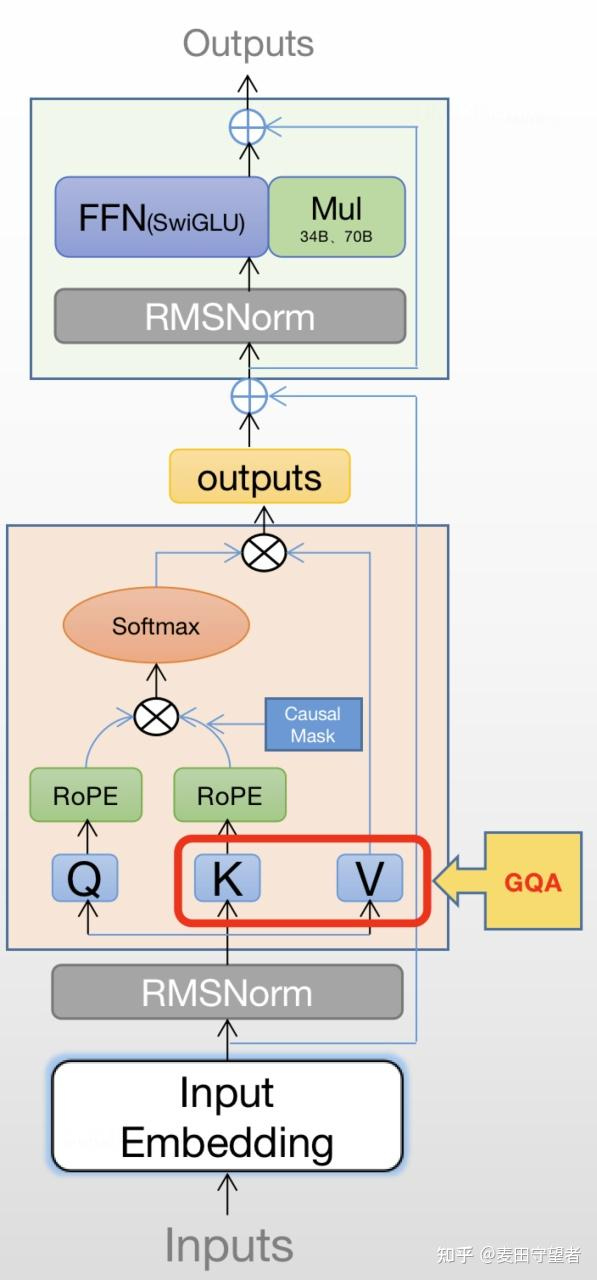 Outputs
FFN(SwiGLU)
Mul
34B、70B
RMSNorm
outputs
Softmax
Causal
Mask
RoPE
RoPE
Q
K
V
GQA
RMSNorm
Input
Embedding
Inputs
知乎 @麦田守望者